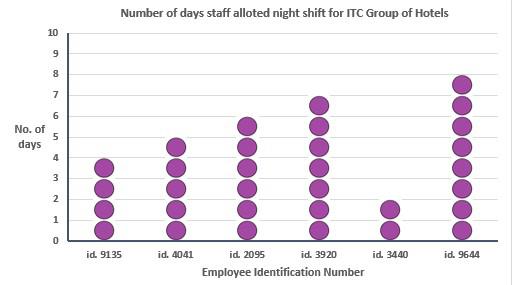 Number of days staff alloted night shift for ITC Group of Hotels
10
9
8
7
6
5
4
3
2
1
0
No. of
days
id. 9135 id. 4041 id. 2095 id. 3920 id. 3440 id. 9644
Employee Identification Number